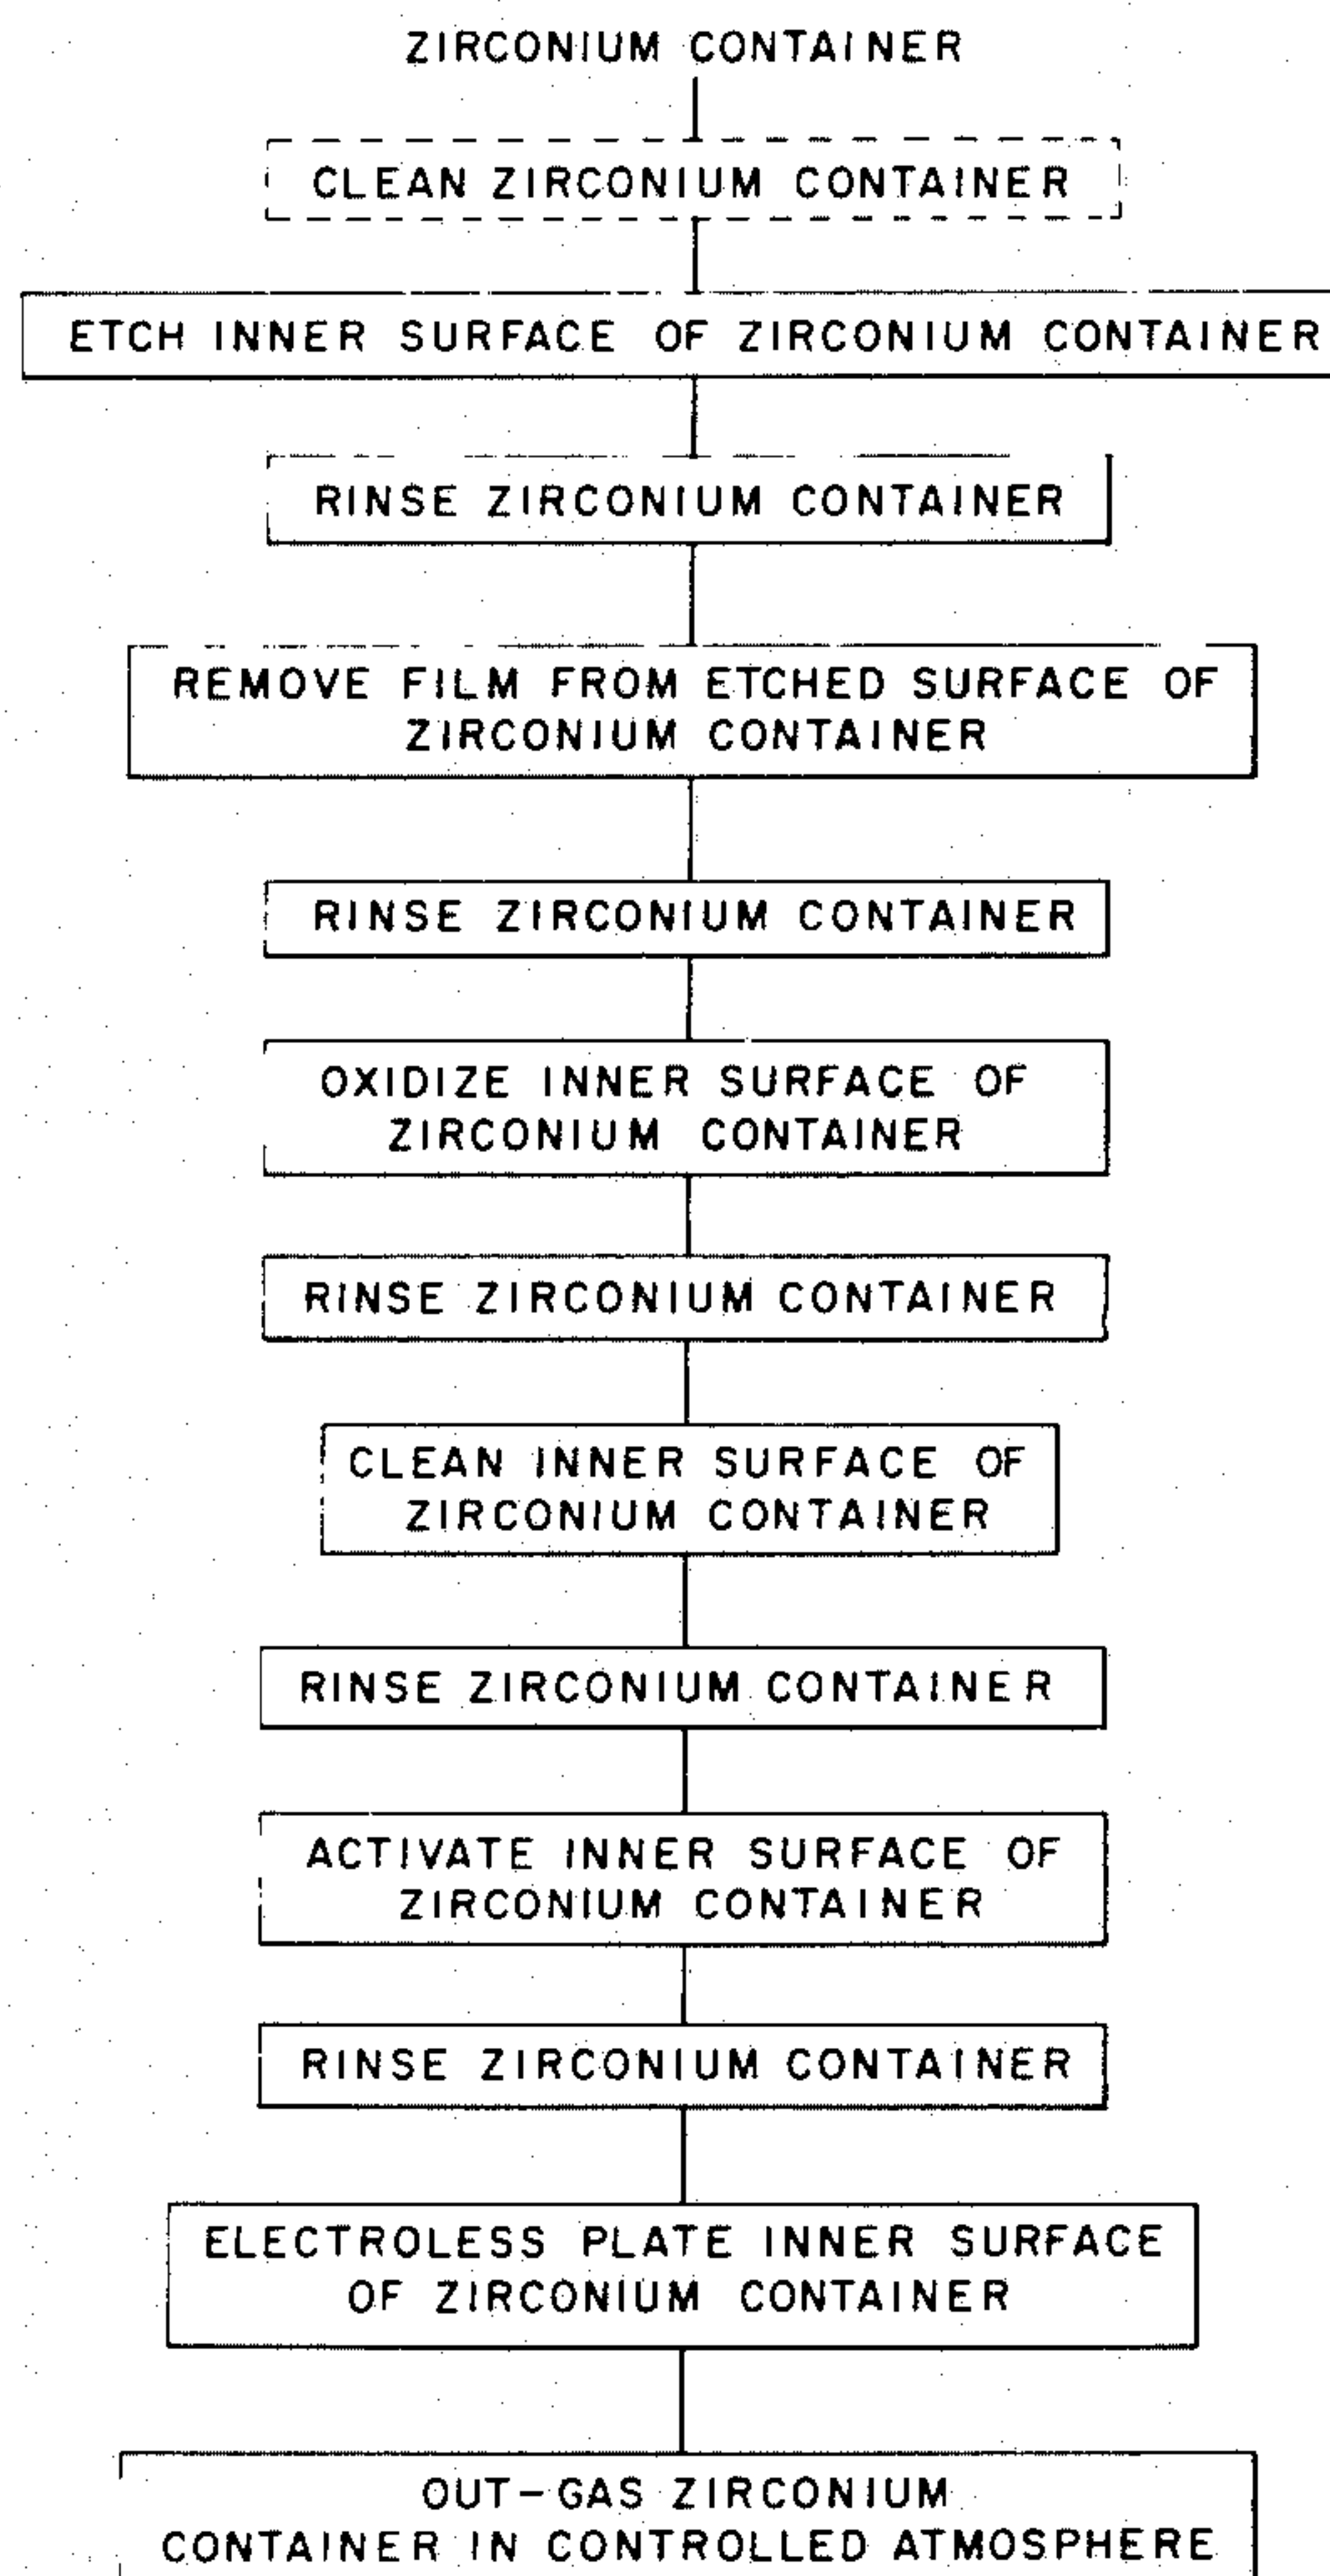 ZIRCONIUM CONTAINER
CLEAN ZIRCONIUM CONTAINER
ETCH INNER SURFACE OF ZIRCONIUM CONTAINER
RINSE ZIRCONIUM CONTAINER
REMOVE FILM FROM ETCHED SURFACE OF
ZIRCONIUM CONTAINER
RINSE ZIRCONIUM CONTAINER
OXIDIZE INNER SURFACE OF
ZIRCONIUM CONTAINER
RINSE ZIRCONIUM CONTAINER
CLEAN INNER SURFACE OF
ZIRCONIUM CONTAINER
RINSE ZIRCONIUM CONTAINER
ACTIVATE INNER SURFACE OF
ZIRCONIUM CONTAINER
RINSE ZIRCONIUM CONTAINER
ELECTROLESS PLATE INNER SURFACE
OF ZIRCONIUM CONTAINER
OUT-GAS ZIRCONIUM
CONTAINER IN CONTROLLED ATMOSPHERE